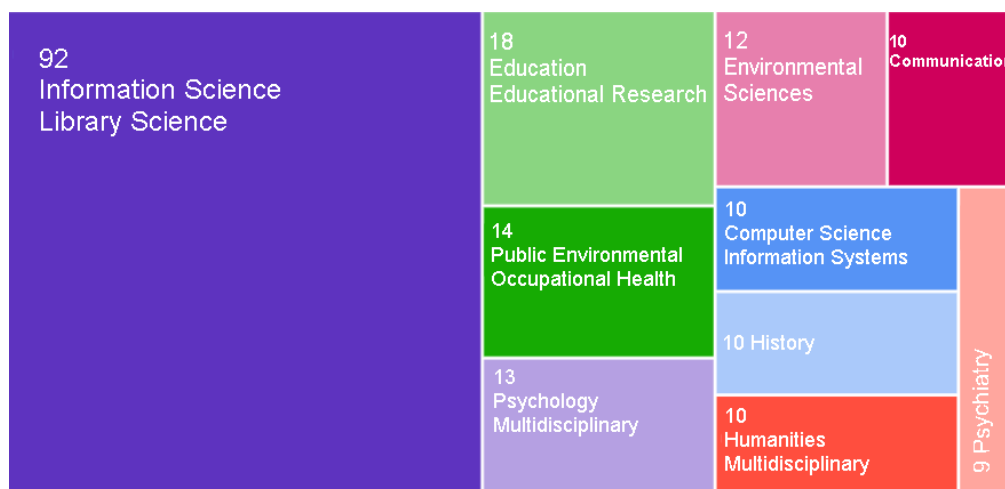 92
Information Science
Library Science
18
Education
Educational Research
14
Public Environmental
Occupational Health
13
Psychology
Multidisciplinary
12
Environmental
Sciences
10
Communication
10
Computer Science
Information Systems
10 History
10
Humanities
Multidisciplinary
9 Psychiatry